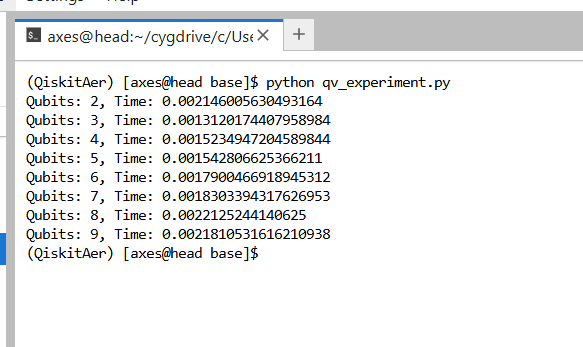 axes@head:~/cygdrive/c/Use
(QiskitAer) [axes@head base]$ python qv_experiment.py
Qubits: 2, Time: 0.002146005630493164
Qubits: 3, Time: 0.0013120174407958984
Qubits: 4, Time: 0.0015234947204589844
Qubits: 5, Time: 0.001542806625366211
Qubits: 6, Time: 0.0017900466918945312
Qubits: 7, Time: 0.0018303394317626953
Qubits: 8, Time: 0.0022125244140625
Qubits: 9, Time: 0.0021810531616210938
(QiskitAer) [axes@head base]$